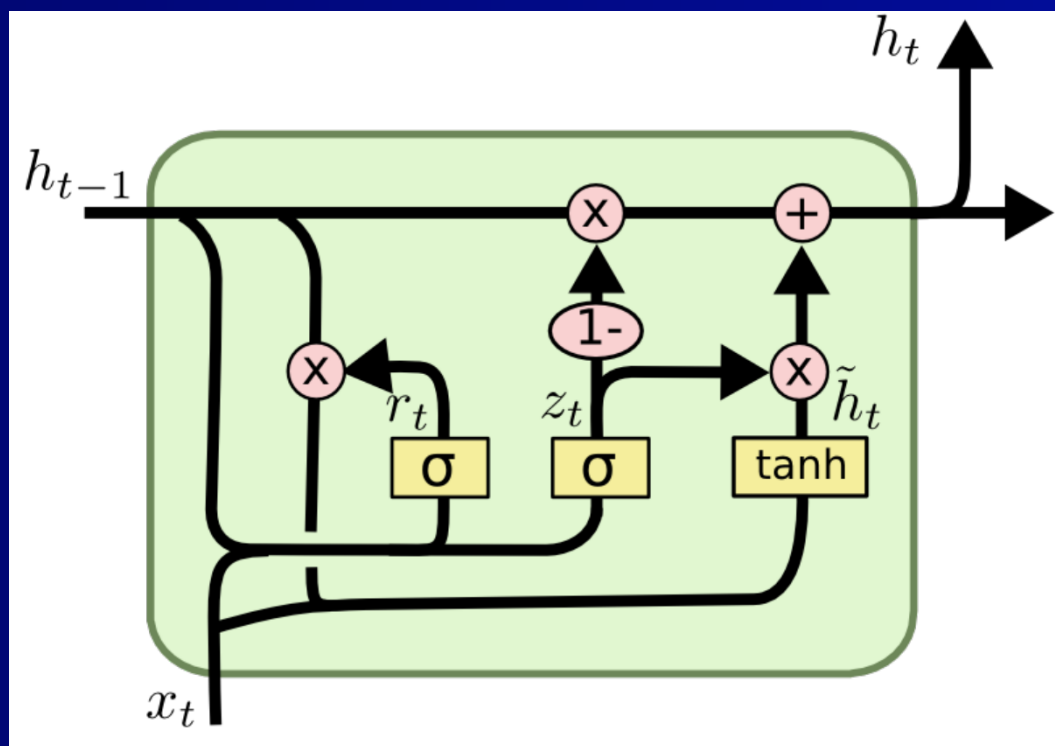 h_t
h_{t-1}
x +
1-
x r_t z_t x h̃_t
σ σ tanh
x_t